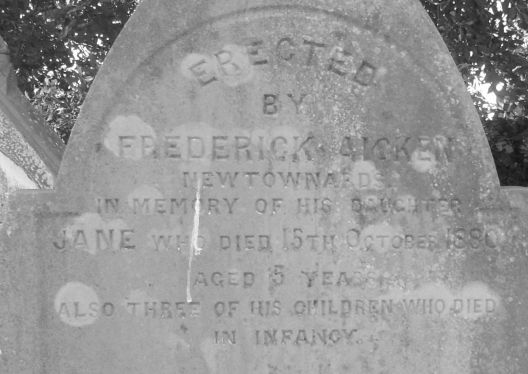 ERECTED
BY
FREDERICK AICKEN
NEWTOWNARDS
IN MEMORY OF HIS DAUGHTER
JANE WHO DIED 15TH OCTOBER 1880
AGED 5 YEARS
ALSO THREE OF HIS CHILDREN WHO DIED
IN INFANCY.